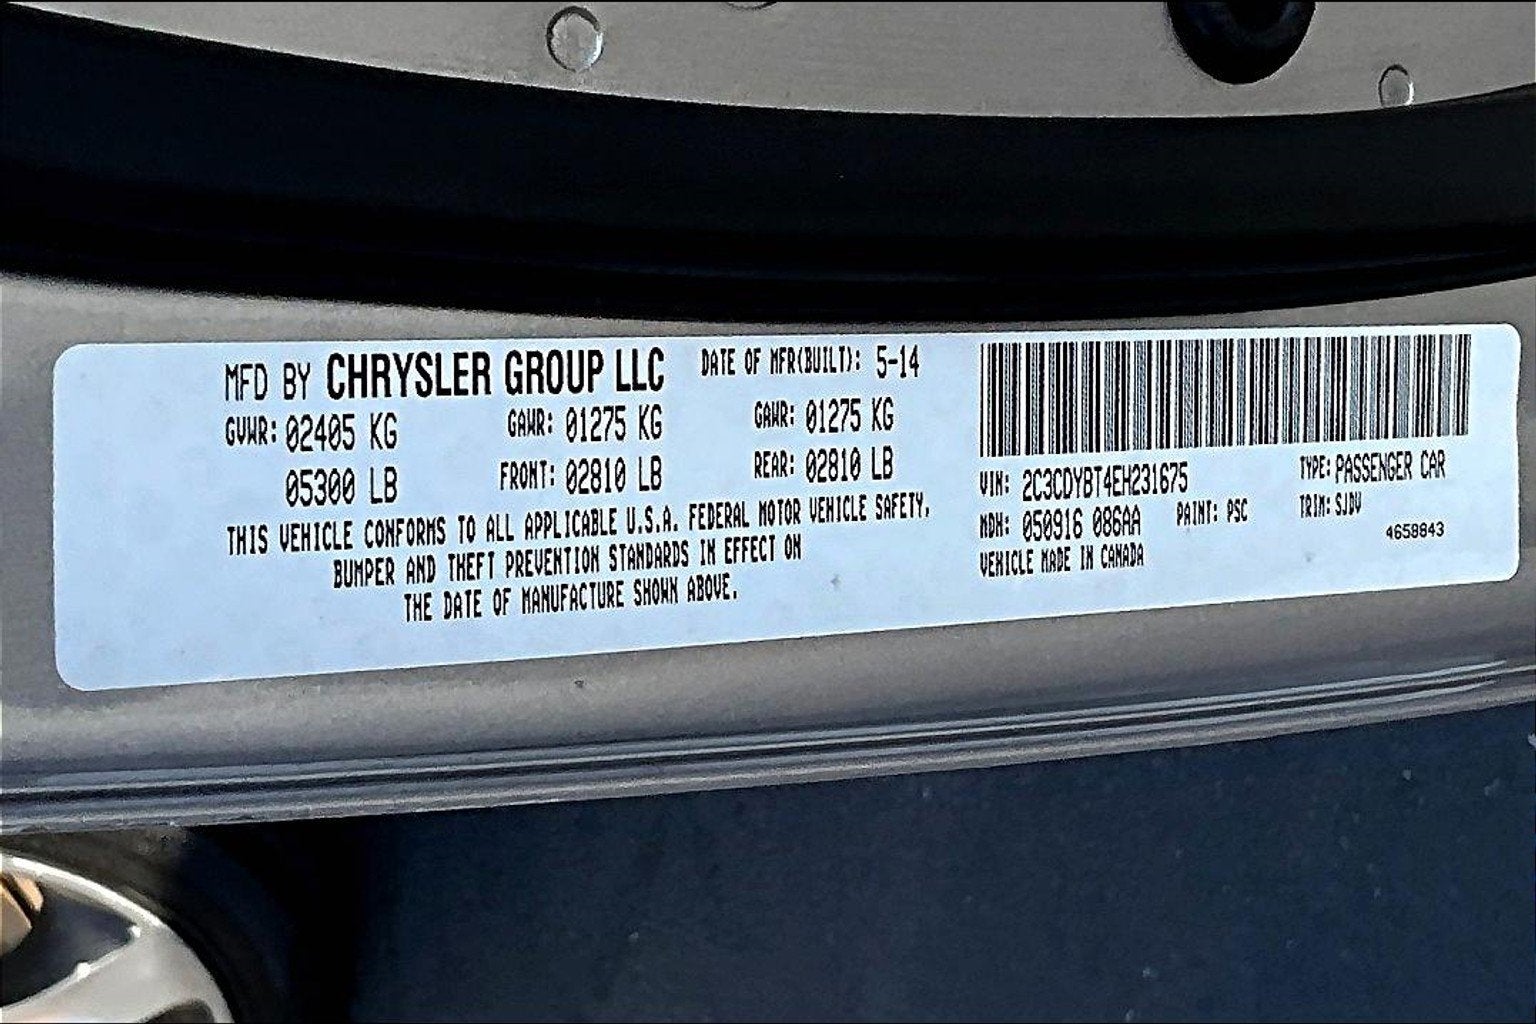 MFD BY CHRYSLER GROUP LLC DATE OF MFR(BUILT): 5-14
GVWR: 02405 KG GAWR: 01275 KG GAWR: 01275 KG
05300 LB FRONT: 02810 LB REAR: 02810 LB
THIS VEHICLE CONFORMS TO ALL APPLICABLE U.S.A. FEDERAL MOTOR VEHICLE SAFETY,
BUMPER AND THEFT PREVENTION STANDARDS IN EFFECT ON
THE DATE OF MANUFACTURE SHOWN ABOVE.
VIN: 2C3CDYBT4EH231675 TYPE: PASSENGER CAR
MDH: 050916 086AA PAINT: PSC TRIM: SJDV
VEHICLE MADE IN CANADA 4658843